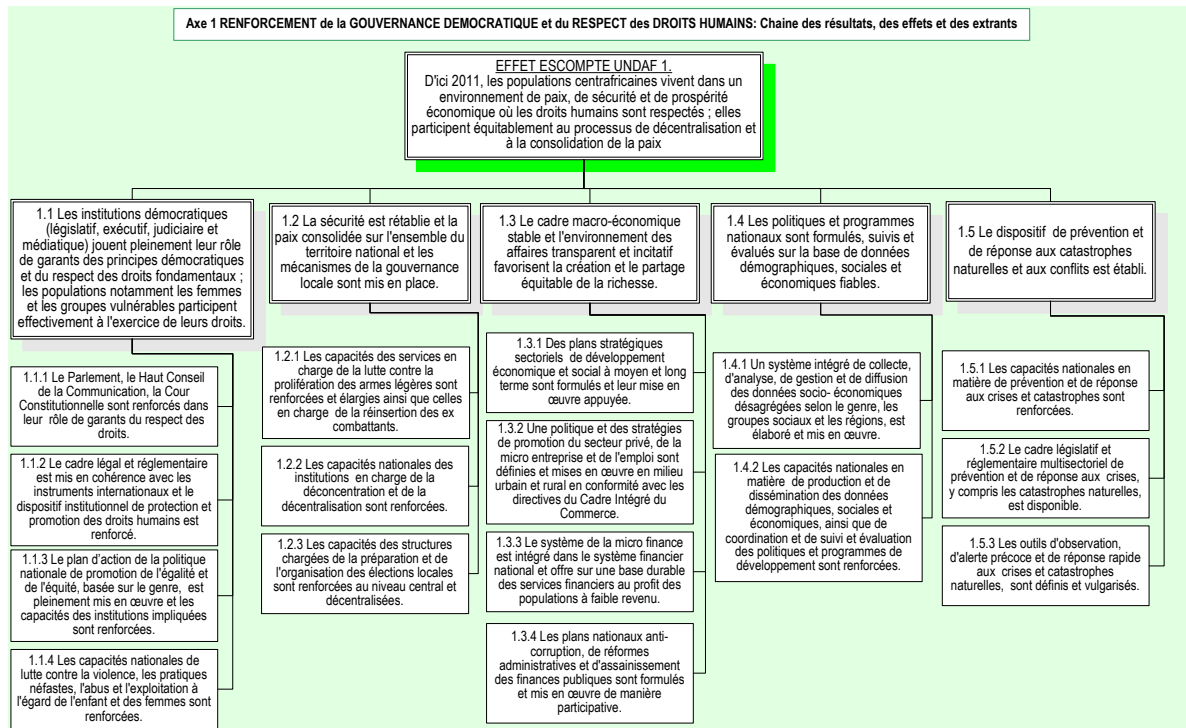 Axe 1 RENFORCEMENT de la GOUVERNANCE DEMOCRATIQUE et du RESPECT des DROITS HUMAINS: Chaine des résultats, des effets et des extrants
EFFET ESCOMPTE UNDAF 1.
D'ici 2011, les populations centrafricaines vivent dans un
environnement de paix, de sécurité et de prospérité
économique où les droits humains sont respectés ; elles
participent équitablement au processus de décentralisation et
à la consolidation de la paix
1.1 Les institutions démocratiques
(législatif, exécutif, judiciaire et
médiatique) jouent pleinement leur rôle
de garants des principes démocratiques
et du respect des droits fondamentaux ;
les populations notamment les femmes
et les groupes vulnérables participent
effectivement à l'exercice de leurs droits.
1.1.1 Le Parlement, le Haut Conseil
de la Communication, la Cour
Constitutionnelle sont renforcés dans
leur rôle de garants du respect des
droits.
1.1.2 Le cadre légal et réglementaire
est mis en cohérence avec les
instruments internationaux et le
dispositif institutionnel de protection et
promotion des droits humains est
renforcé.
1.1.3 Le plan d'action de la politique
nationale de promotion de l'égalité et
de l'équité, basée sur le genre, est
pleinement mis en œuvre et les
capacités des institutions impliquées
sont renforcées.
1.1.4 Les capacités nationales de
lutte contre la violence, les pratiques
néfastes, l'abus et l'exploitation à
l'égard de l'enfant et des femmes sont
renforcées.
1.2 La sécurité est rétablie et la
paix consolidée sur l'ensemble du
territoire national et les
mécanismes de la gouvernance
locale sont mis en place.
1.2.1 Les capacités des services en
charge de la lutte contre la
prolifération des armes légères sont
renforcées et élargies ainsi que celles
en charge de la réinsertion des ex
combattants.
1.2.2 Les capacités nationales des
institutions en charge de la
déconcentration et de la
décentralisation sont renforcées.
1.2.3 Les capacités des structures
chargées de la préparation et de
l'organisation des élections locales
sont renforcées au niveau central et
décentralisées.
1.3 Le cadre macro-économique
stable et l'environnement des
affaires transparent et incitatif
favorisent la création et le partage
équitable de la richesse.
1.3.1 Des plans stratégiques
sectoriels de développement
économique et social à moyen et long
terme sont formulés et leur mise en
œuvre appuyée.
1.3.2 Une politique et des stratégies
de promotion du secteur privé, de la
micro entreprise et de l'emploi sont
définies et mises en œuvre en milieu
urbain et rural en conformité avec les
directives du Cadre Intégré du
Commerce.
1.3.3 Le système de la micro finance
est intégré dans le système financier
national et offre sur une base durable
des services financiers au profit des
populations à faible revenu.
1.3.4 Les plans nationaux anti-
corruption, de réformes
administratives et d'assainissement
des finances publiques sont formulés
et mis en œuvre de manière
participative.
1.4 Les politiques et programmes
nationaux sont formulés, suivis et
évalués sur la base de données
démographiques, sociales et
économiques fiables.
1.4.1 Un système intégré de collecte,
d'analyse, de gestion et de diffusion
des données socio- économiques
désagrégées selon le genre, les
groupes sociaux et les régions, est
élaboré et mis en œuvre.
1.4.2 Les capacités nationales en
matière de production et de
dissémination des données
démographiques, sociales et
économiques, ainsi que de
coordination et de suivi et évaluation
des politiques et programmes de
développement sont renforcées.
1.5 Le dispositif de prévention et
de réponse aux catastrophes
naturelles et aux conflits est établi.
1.5.1 Les capacités nationales en
matière de prévention et de réponse
aux crises et catastrophes sont
renforcées.
1.5.2 Le cadre législatif et
réglementaire multisectoriel de
prévention et de réponse aux crises,
y compris les catastrophes naturelles,
est disponible.
1.5.3 Les outils d'observation,
d'alerte précoce et de réponse rapide
aux crises et catastrophes
naturelles, sont définis et vulgarisés.